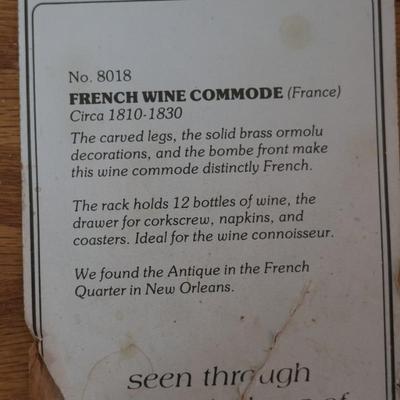 No. 8018
FRENCH WINE COMMODE (France)
Circa 1810-1830
The carved legs, the solid brass ormolu
decorations, and the bombe front make
this wine commode distinctly French.
The rack holds 12 bottles of wine, the
drawer for corkscrew, napkins, and
coasters. Ideal for the wine connoisseur.
We found the Antique in the French
Quarter in New Orleans.
seen through
of